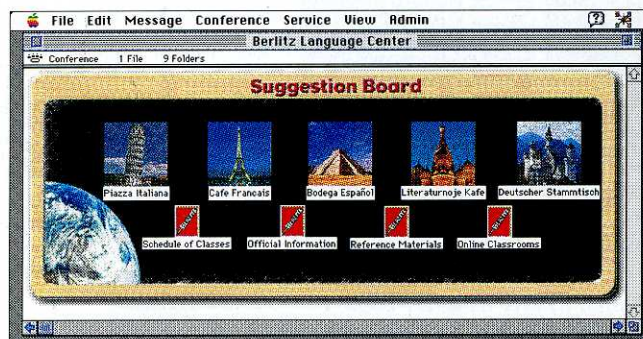 File Edit Message Conference Service View Admin
Berlitz Language Center
Conference 1 File 9 Folders
Suggestion Board
Piazza Italiana Cafe Francais Bodega Español Literaturnoje Kafe Deutscher Stammtisch
Schedule of Classes Official Information Reference Materials Online Classrooms